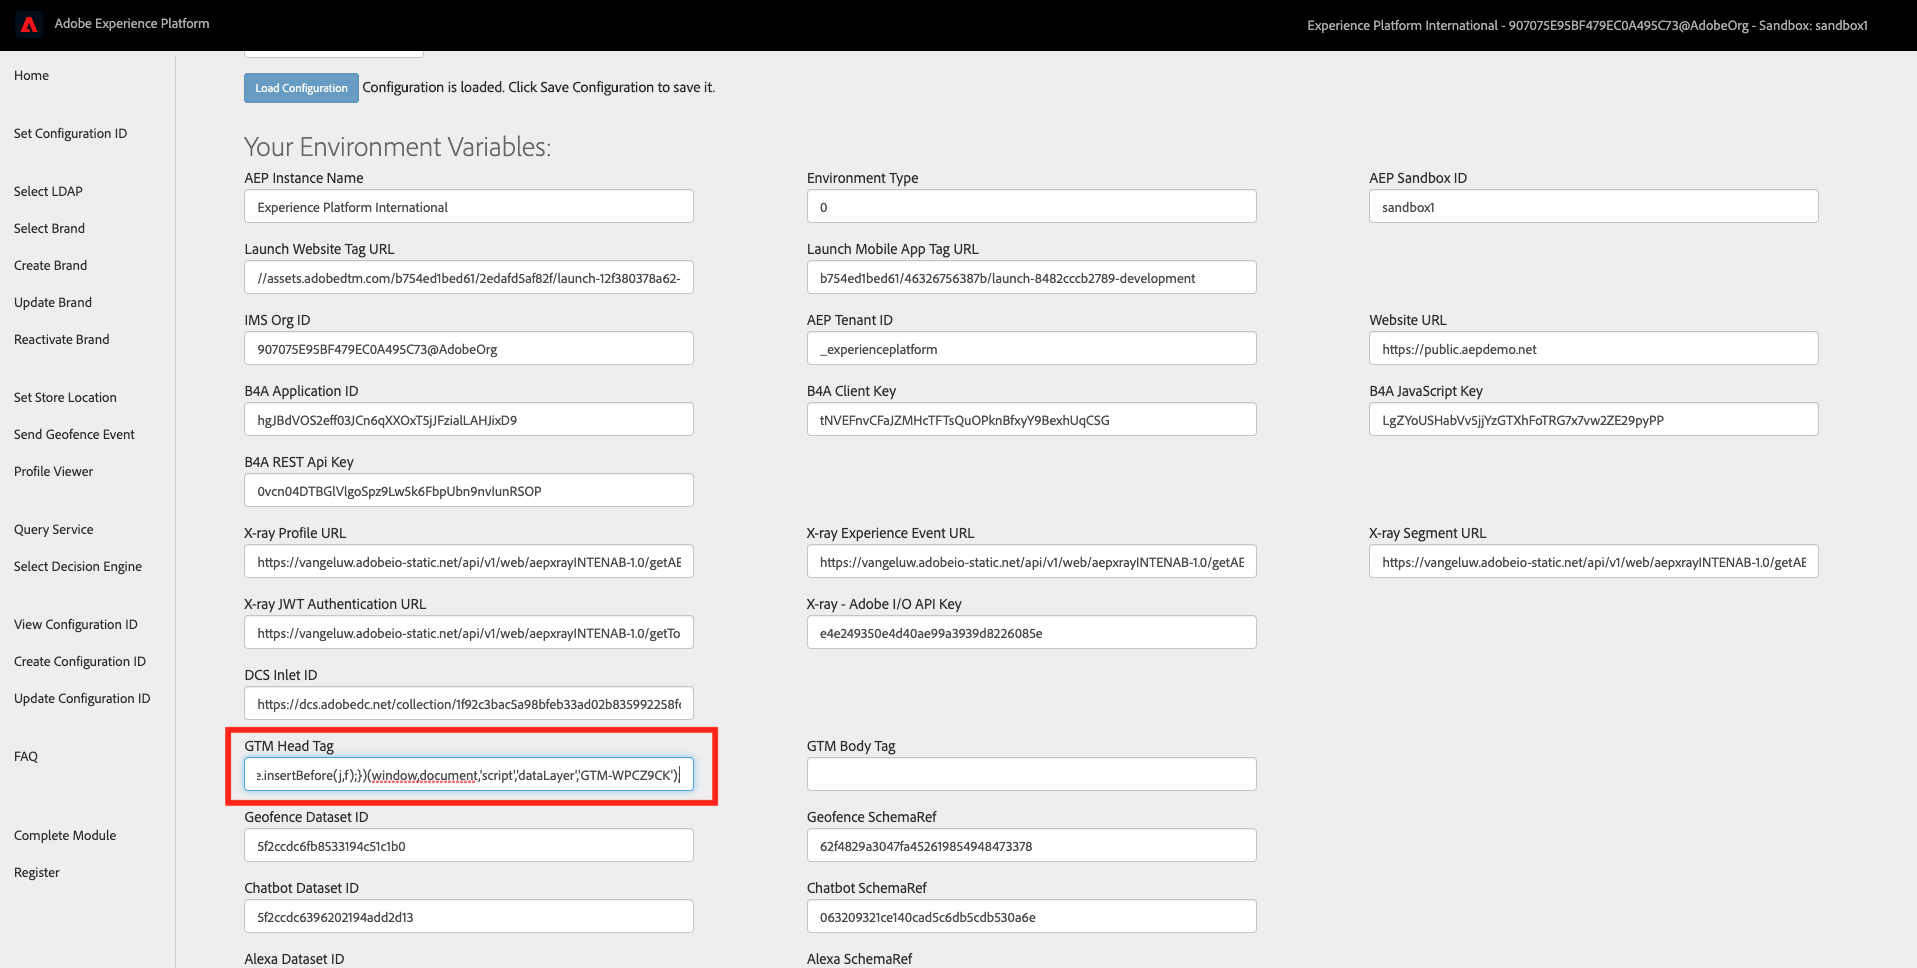 Adobe Experience Platform
Experience Platform International - 907075E95BF479EC0A495C73@AdobeOrg - Sandbox: sandbox1
Home
Set Configuration ID
Select LDAP
Select Brand
Create Brand
Update Brand
Reactivate Brand
Set Store Location
Send Geofence Event
Profile Viewer
Query Service
Select Decision Engine
View Configuration ID
Create Configuration ID
Update Configuration ID
FAQ
Complete Module
Register
Load Configuration Configuration is loaded. Click Save Configuration to save it.
Your Environment Variables:
AEP Instance Name
Experience Platform International
Environment Type
0
AEP Sandbox ID
sandbox1
Launch Website Tag URL
//assets.adobedtm.com/b754ed1bed61/2edafd5af82f/launch-12f380378a62-
Launch Mobile App Tag URL
b754ed1bed61/46326756387b/launch-8482cccb2789-development
IMS Org ID
907075E95BF479EC0A495C73@AdobeOrg
AEP Tenant ID
_experienceplatform
Website URL
https://public.aepdemo.net
B4A Application ID
hgJBdVOS2eff03JCn6qXXOxT5jJFzialLAHJixD9
B4A Client Key
tNVEFnvCFaJZMHcTFTsQuOPknBfxyY9BexhUqCSG
B4A JavaScript Key
LgZYoUSHabVv5jjYzGTXhFoTRG7x7vw2ZE29pyPP
B4A REST Api Key
0vcn04DTBGlVlgoSpz9Lw5k6FbpUbn9nvIunRSOP
X-ray Profile URL
https://vangeluw.adobeio-static.net/api/v1/web/aepxrayINTENAB-1.0/getAE
X-ray Experience Event URL
https://vangeluw.adobeio-static.net/api/v1/web/aepxrayINTENAB-1.0/getAE
X-ray Segment URL
https://vangeluw.adobeio-static.net/api/v1/web/aepxrayINTENAB-1.0/getAE
X-ray JWT Authentication URL
https://vangeluw.adobeio-static.net/api/v1/web/aepxrayINTENAB-1.0/getTo
X-ray - Adobe I/O API Key
e4e249350e4d40ae99a3939d8226085e
DCS Inlet ID
https://dcs.adobedc.net/collection/1f92c3bac5a98bfeb33ad02b835992258f
GTM Head Tag
e.insertBefore(j,f);})(window,document,'script','dataLayer','GTM-WPCZ9CK');
GTM Body Tag
Geofence Dataset ID
5f2ccdc6fb8533194c51c1b0
Geofence SchemaRef
62f4829a3047fa452619854948473378
Chatbot Dataset ID
5f2ccdc6396202194add2d13
Chatbot SchemaRef
063209321ce140cad5c6db5cdb530a6e
Alexa Dataset ID
Alexa SchemaRef